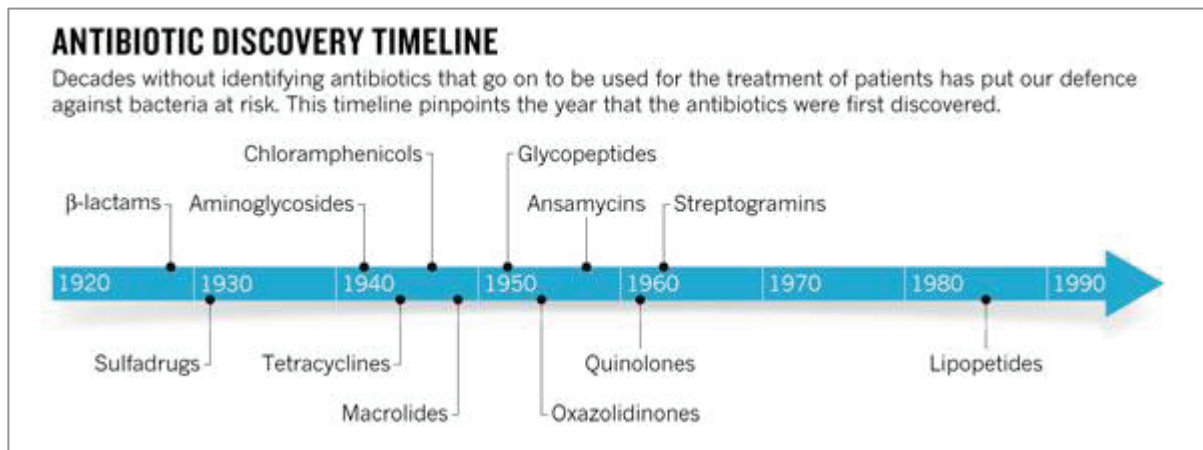 ANTIBIOTIC DISCOVERY TIMELINE
Decades without identifying antibiotics that go on to be used for the treatment of patients has put our defence
against bacteria at risk. This timeline pinpoints the year that the antibiotics were first discovered.
Chloramphenicols Glycopeptides
β-lactams Aminoglycosides Ansamycins Streptogramins
1920 1930 1940 1950 1960 1970 1980 1990
Sulfadrugs Tetracyclines Quinolones Lipopetides
Macrolides Oxazolidinones